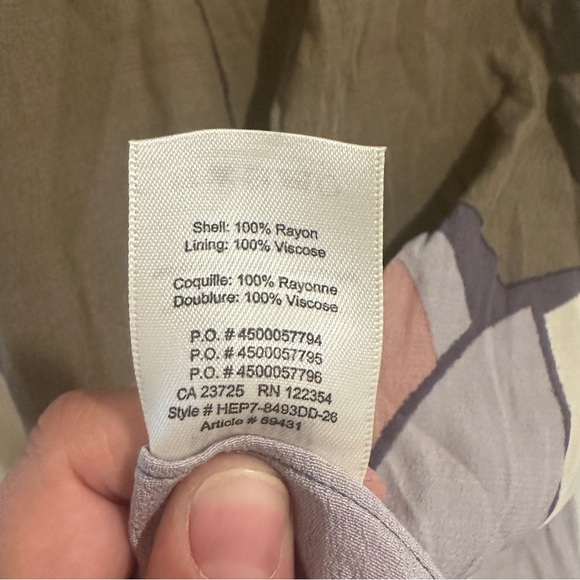 Shell: 100% Rayon
Lining: 100% Viscose
Coquille: 100% Rayonne
Doublure: 100% Viscose
P.O. # 4500057794
P.O. # 4500057795
P.O. # 4500057796
CA 23725 RN 122354
Style # HEP7-8493DD-26
Article # 69431